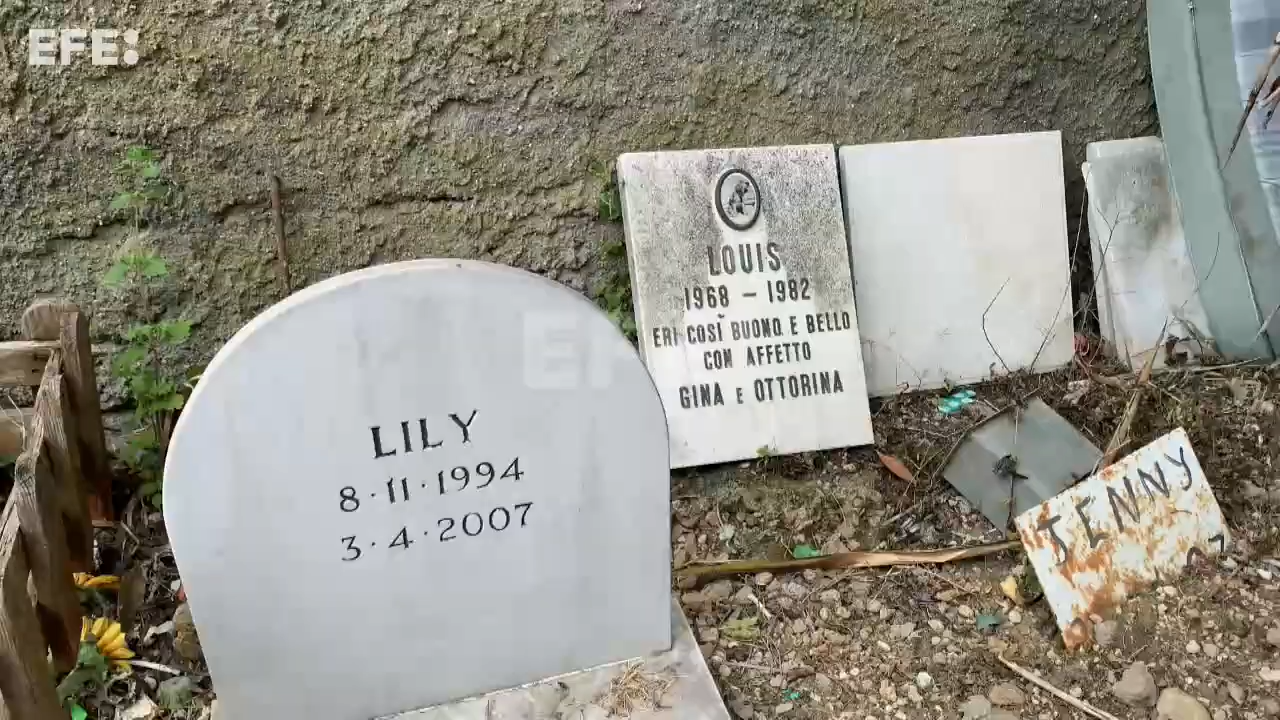 EFE:
LILY
8·11·1994
3·4·2007
LOUIS
1968 – 1982
ERI COSÌ BUONO E BELLO
CON AFFETTO
GINA E OTTORINA
JENNY